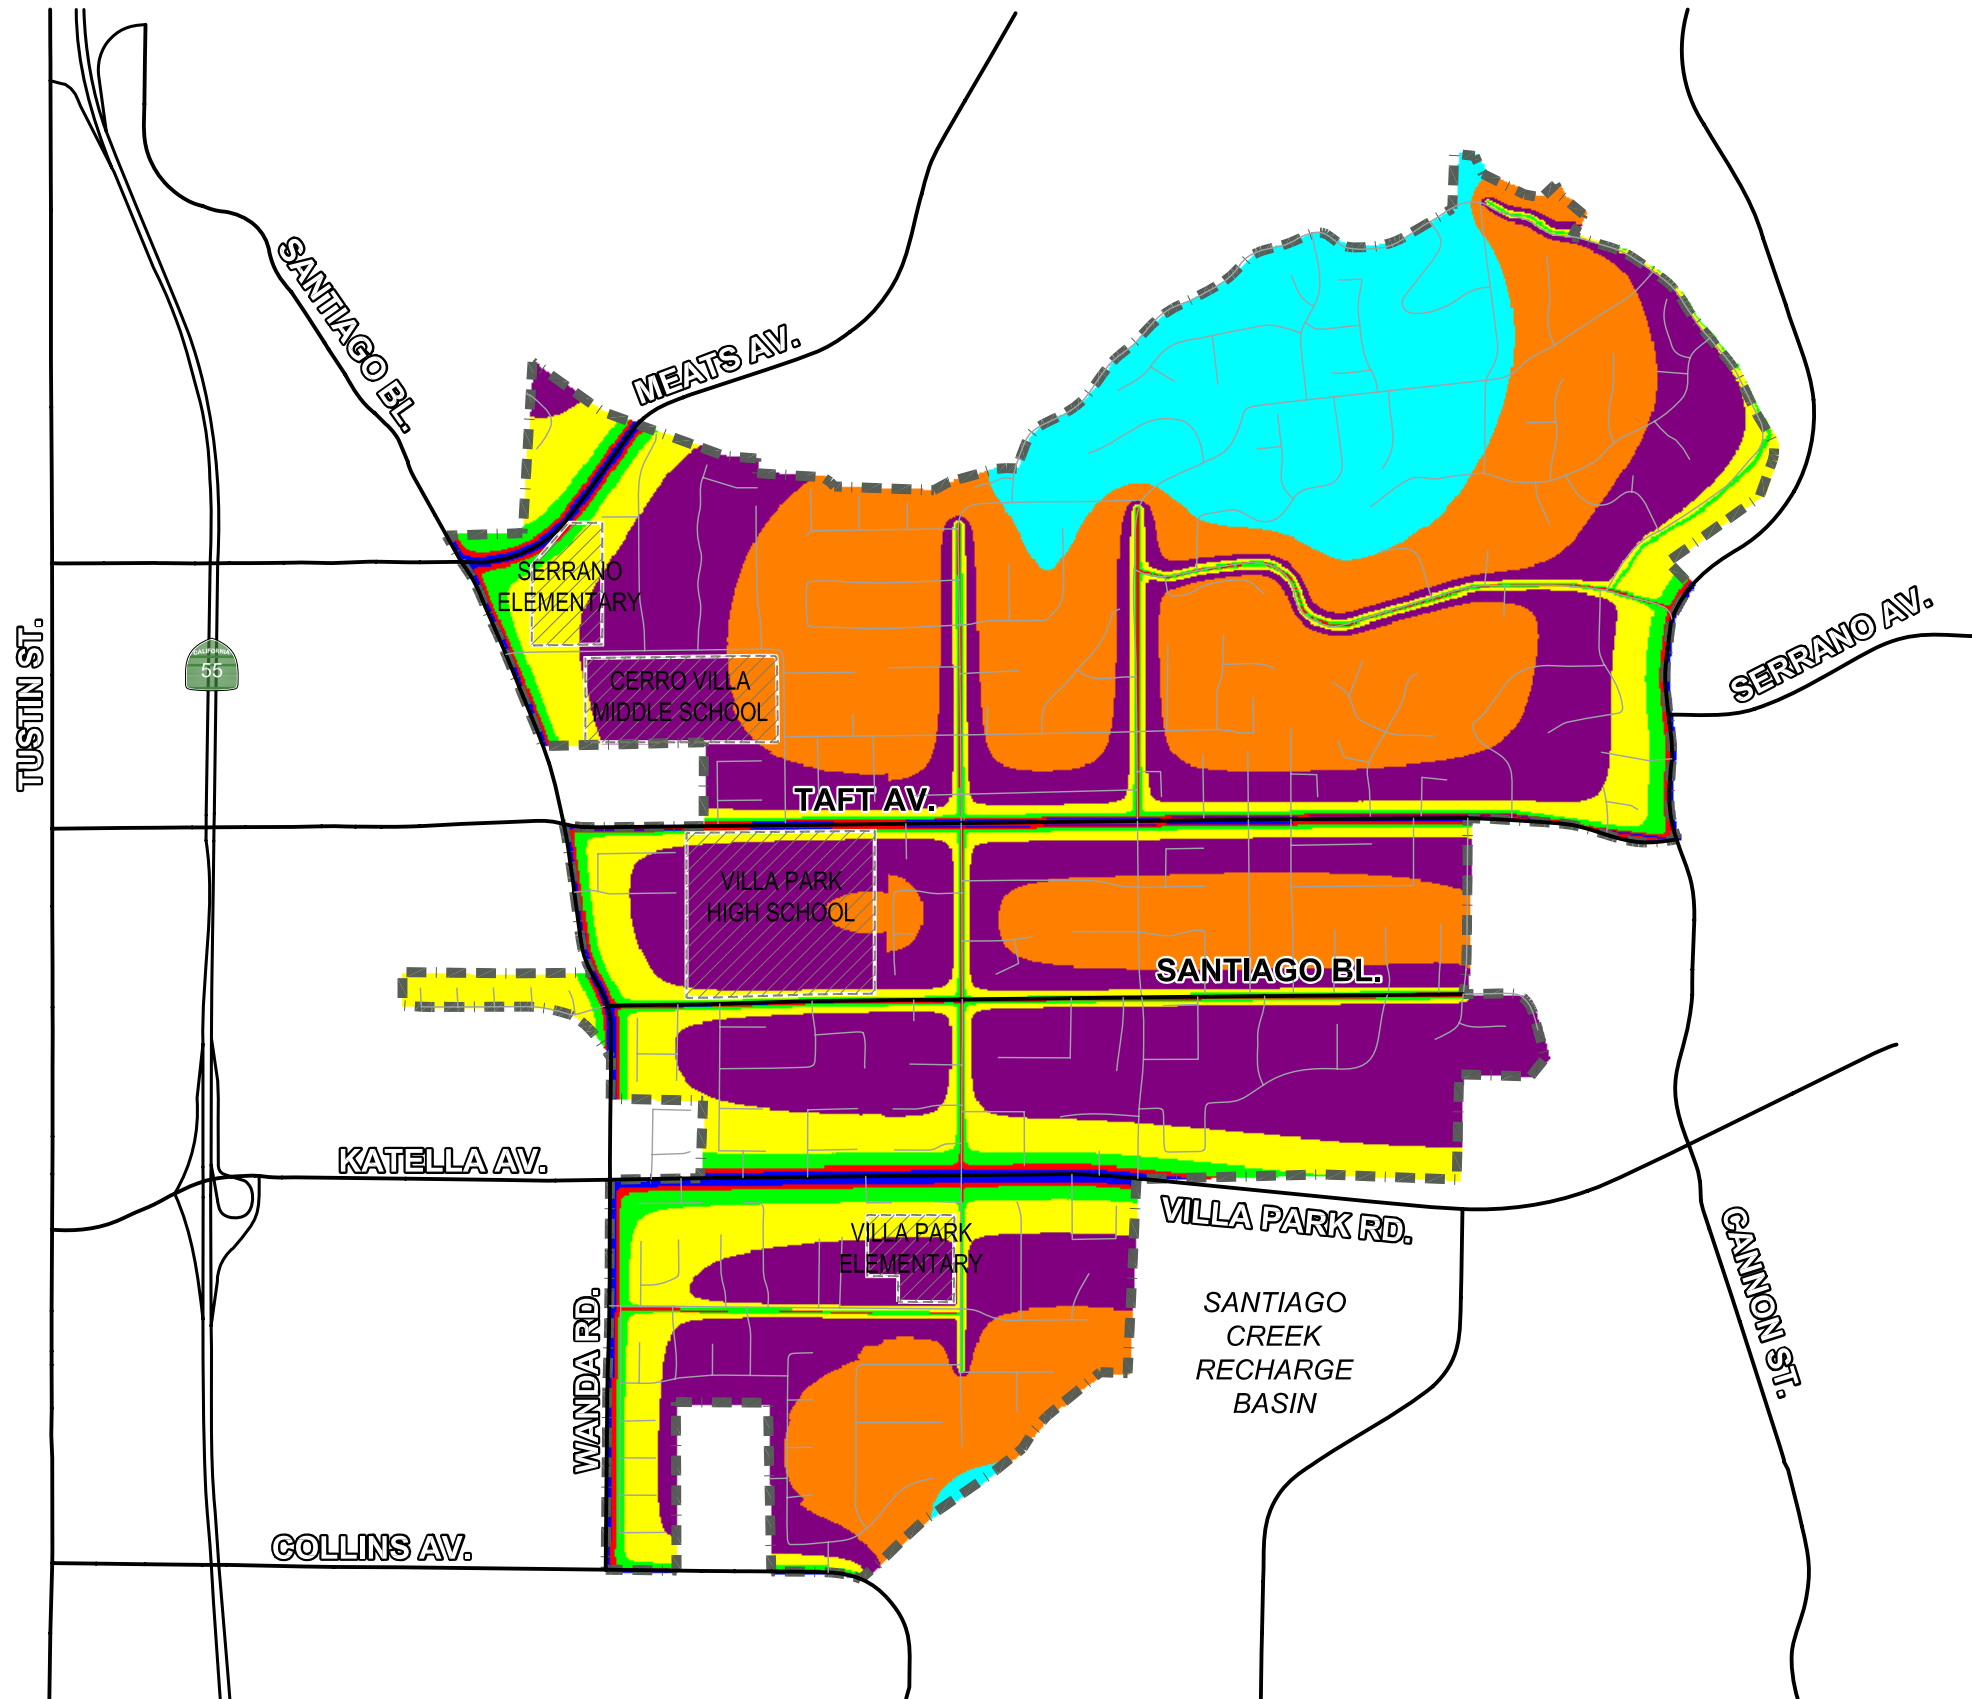 SANTIAGO BL.
MEATS AV.
SERRANO
ELEMENTARY
TUSTIN ST.
CALIFORNIA
55
SERRANO AV.
CERRO VILLA
MIDDLE SCHOOL
TAFT AV.
VILLA PARK
HIGH SCHOOL
SANTIAGO BL.
KATELLA AV.
VILLA PARK RD.
VILLA PARK
ELEMENTARY
CANNON ST.
WANDA RD.
SANTIAGO
CREEK
RECHARGE
BASIN
COLLINS AV.